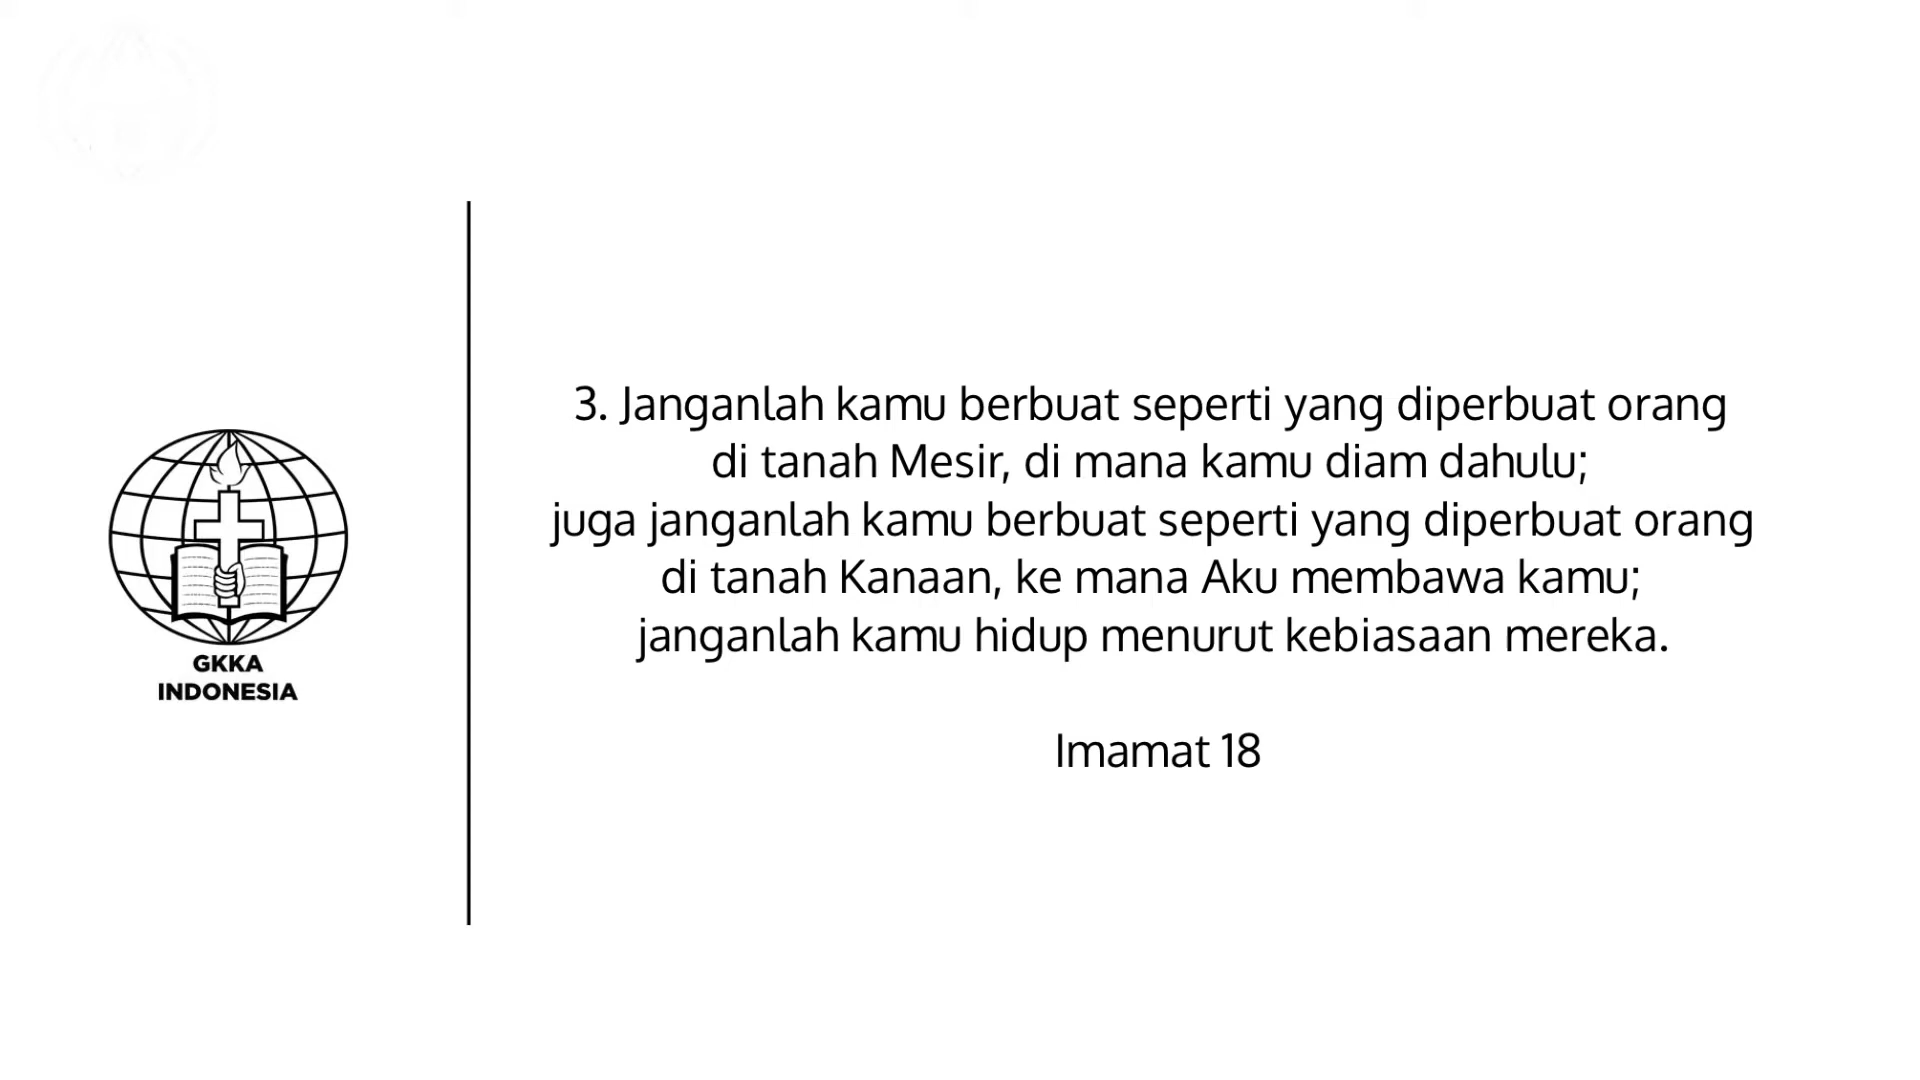 GKKA
INDONESIA
3. Janganlah kamu berbuat seperti yang diperbuat orang
di tanah Mesir, di mana kamu diam dahulu;
juga janganlah kamu berbuat seperti yang diperbuat orang
di tanah Kanaan, ke mana Aku membawa kamu;
janganlah kamu hidup menurut kebiasaan mereka.
Imamat 18